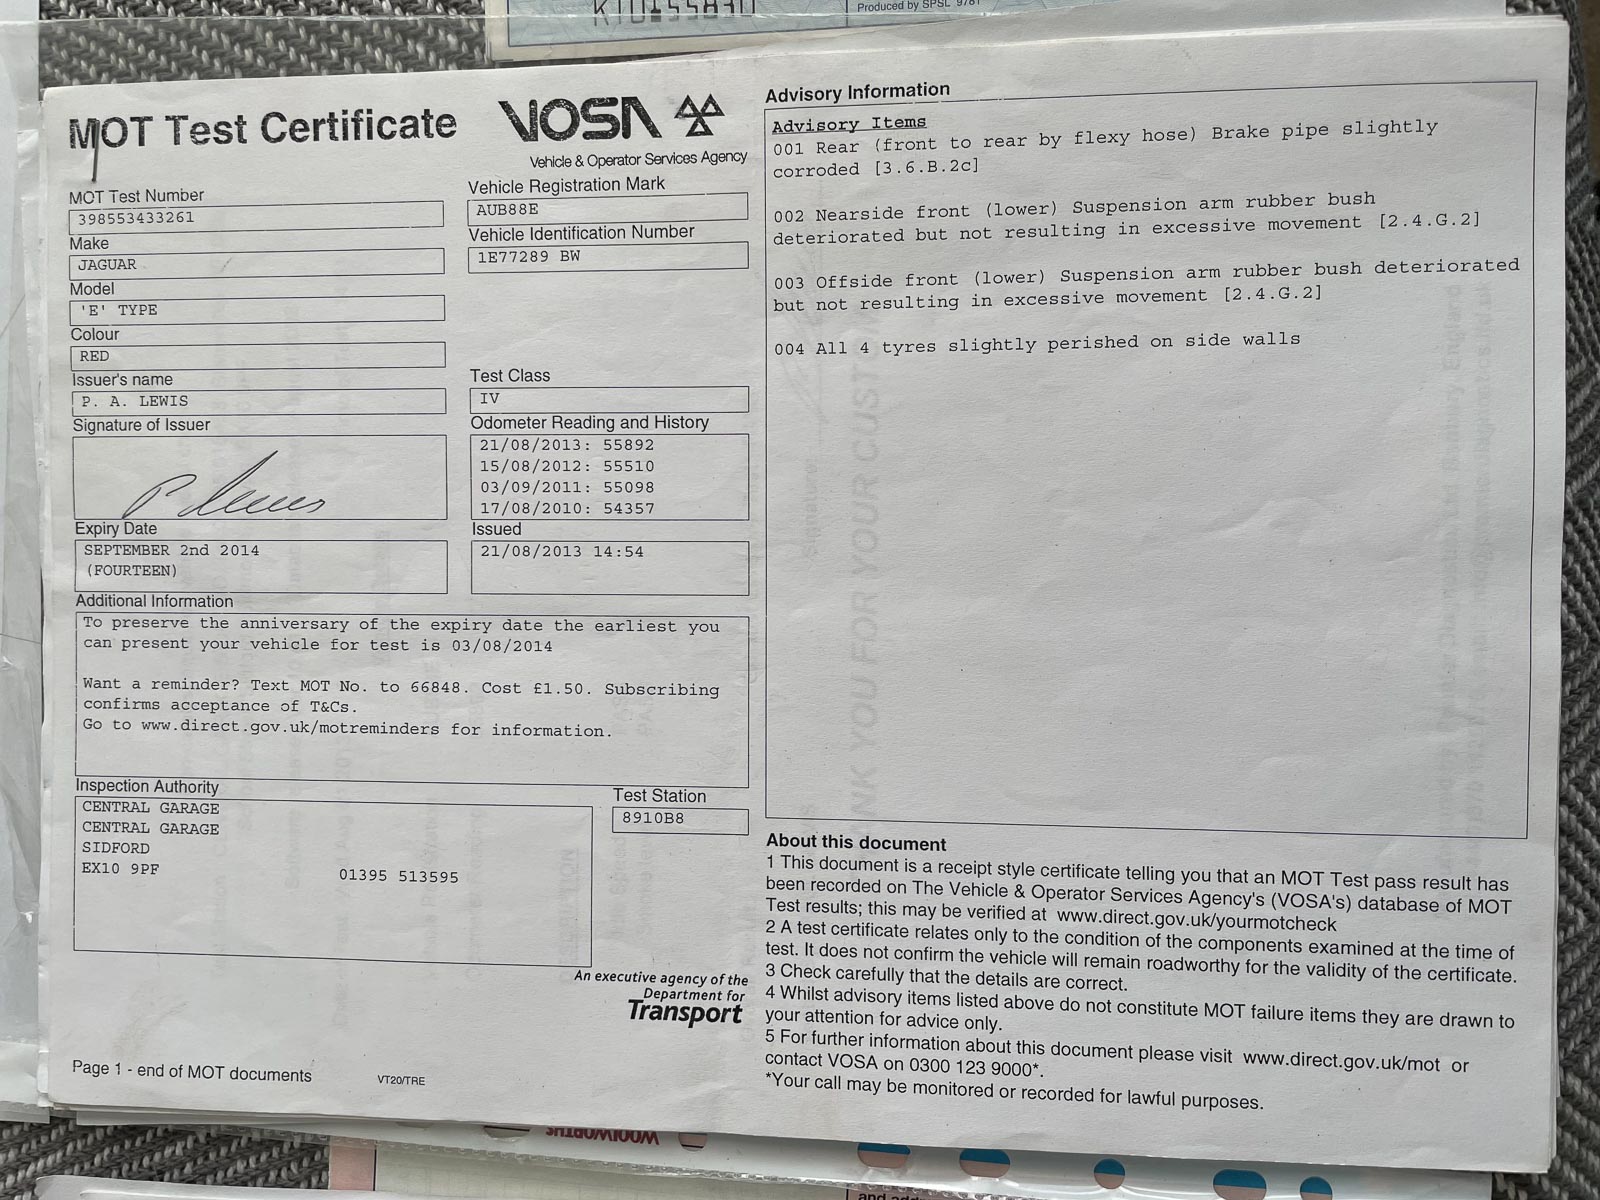 Produced by SPSL 9781
MOT Test Certificate
VOSA
Vehicle & Operator Services Agency
MOT Test Number
398553433261
Make
JAGUAR
Model
'E' TYPE
Colour
RED
Issuer's name
P. A. LEWIS
Signature of Issuer
P Lewis
Expiry Date
SEPTEMBER 2nd 2014
(FOURTEEN)
Vehicle Registration Mark
AUB88E
Vehicle Identification Number
1E77289 BW
Test Class
IV
Odometer Reading and History
21/08/2013: 55892
15/08/2012: 55510
03/09/2011: 55098
17/08/2010: 54357
Issued
21/08/2013 14:54
Additional Information
To preserve the anniversary of the expiry date the earliest you
can present your vehicle for test is 03/08/2014
Want a reminder? Text MOT No. to 66848. Cost £1.50. Subscribing
confirms acceptance of T&Cs.
Go to www.direct.gov.uk/motreminders for information.
Inspection Authority
CENTRAL GARAGE
CENTRAL GARAGE
SIDFORD
EX10 9PF
01395 513595
Test Station
8910B8
An executive agency of the
Department for
Transport
Page 1 - end of MOT documents
VT20/TRE
Advisory Information
Advisory Items
001 Rear (front to rear by flexy hose) Brake pipe slightly
corroded [3.6.B.2c]
002 Nearside front (lower) Suspension arm rubber bush
deteriorated but not resulting in excessive movement [2.4.G.2]
003 Offside front (lower) Suspension arm rubber bush deteriorated
but not resulting in excessive movement [2.4.G.2]
004 All 4 tyres slightly perished on side walls
About this document
1 This document is a receipt style certificate telling you that an MOT Test pass result has
been recorded on The Vehicle & Operator Services Agency's (VOSA's) database of MOT
Test results; this may be verified at www.direct.gov.uk/yourmotcheck
2 A test certificate relates only to the condition of the components examined at the time of
test. It does not confirm the vehicle will remain roadworthy for the validity of the certificate.
3 Check carefully that the details are correct.
4 Whilst advisory items listed above do not constitute MOT failure items they are drawn to
your attention for advice only.
5 For further information about this document please visit www.direct.gov.uk/mot or
contact VOSA on 0300 123 9000*.
*Your call may be monitored or recorded for lawful purposes.
WOOLWORTHS
THANK YOU FOR YOUR CUSTOM